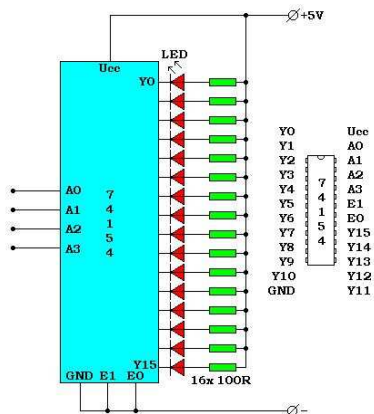 +5V
LED
Ucc
Y0
A0
A1
A2
A3
7
4
1
5
4
Y15
GND E1 E0
16x 100R
-
Y0 Ucc
Y1 A0
Y2 A1
Y3 A2
Y4 A3
Y5 E1
Y6 E0
Y7 Y15
Y8 Y14
Y9 Y13
Y10 Y12
GND Y11
7
4
1
5
4